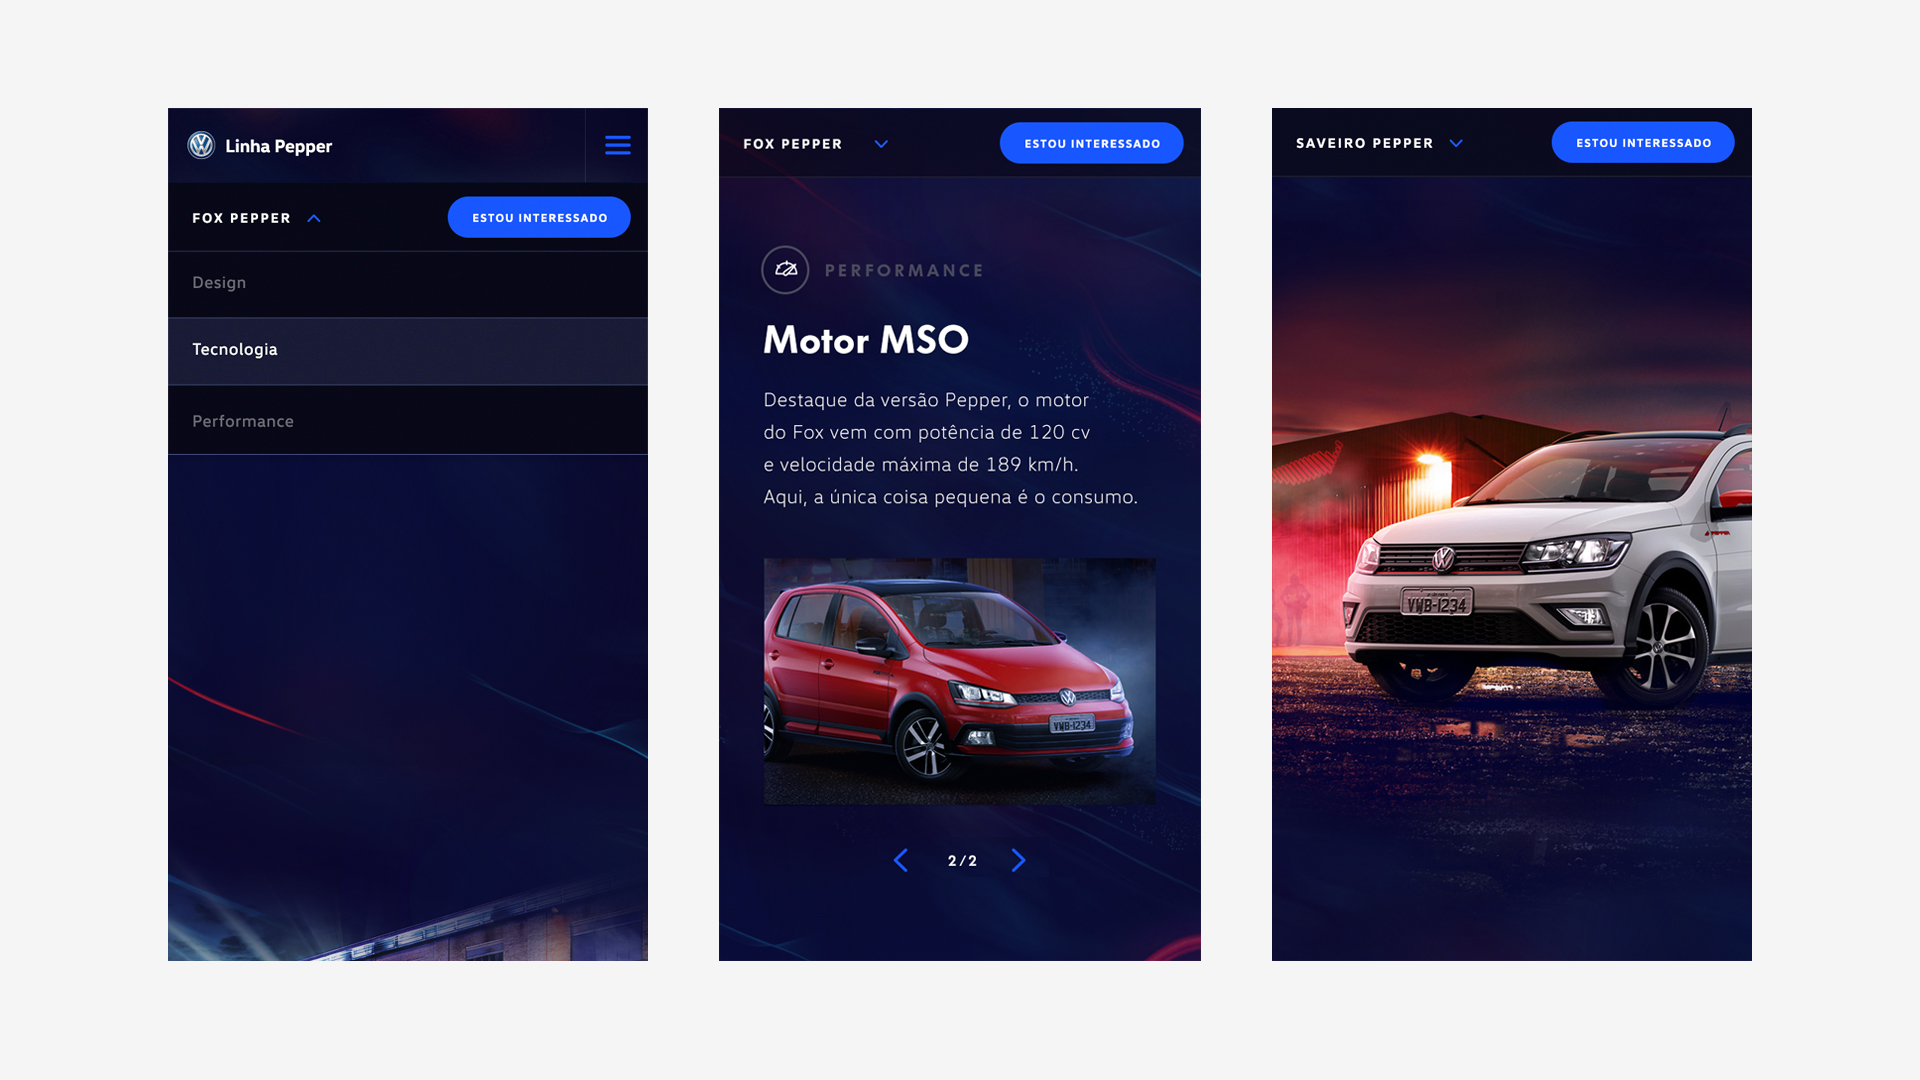 Linha Pepper
FOX PEPPER
ESTOU INTERESSADO
Design
Tecnologia
Performance
FOX PEPPER
ESTOU INTERESSADO
PERFORMANCE
Motor MSO
Destaque da versão Pepper, o motor
do Fox vem com potência de 120 cv
e velocidade máxima de 189 km/h.
Aqui, a única coisa pequena é o consumo.
VWB-1234
2/2
SAVEIRO PEPPER
ESTOU INTERESSADO
PEPPER
VWB-1234